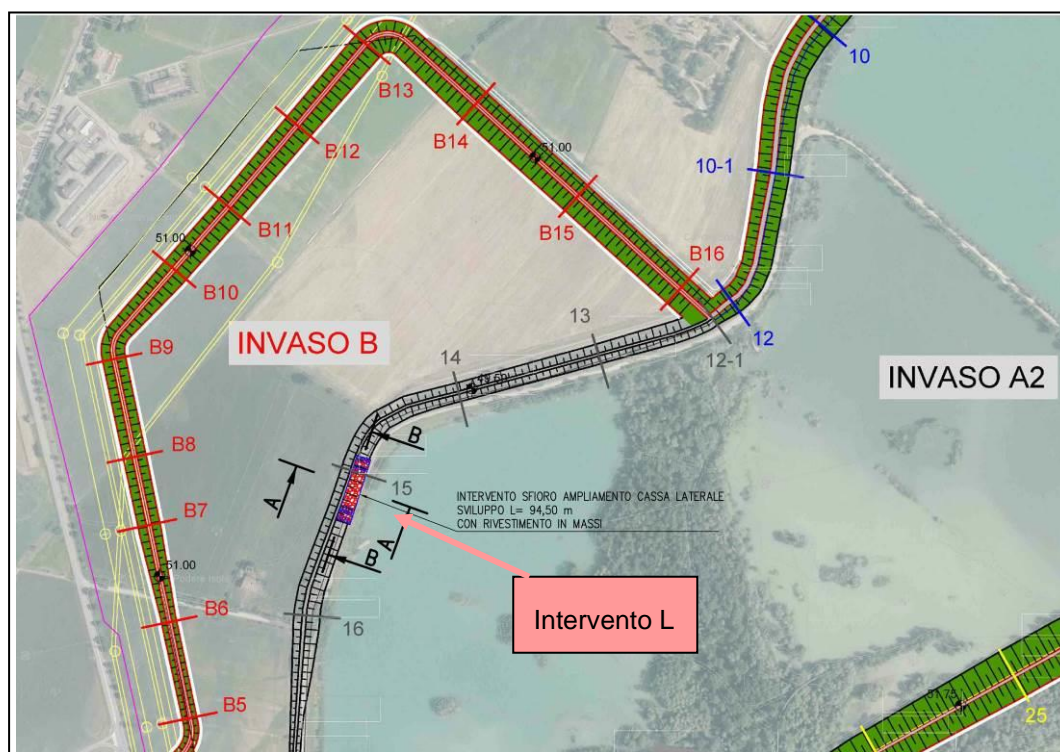 10
B13
B14
B12
51.00
10-1
B11
B15
51.00
B10
B16
INVASO B
13
12
B9
12-1
14
INVASO A2
B8
B
A
15
INTERVENTO SFIORO AMPLIAMENTO CASSA LATERALE
SVILUPPO L= 94,50 m
CON RIVESTIMENTO IN MASSI
B7
B
A
51.00
B6
Intervento L
16
51.75
25
B5